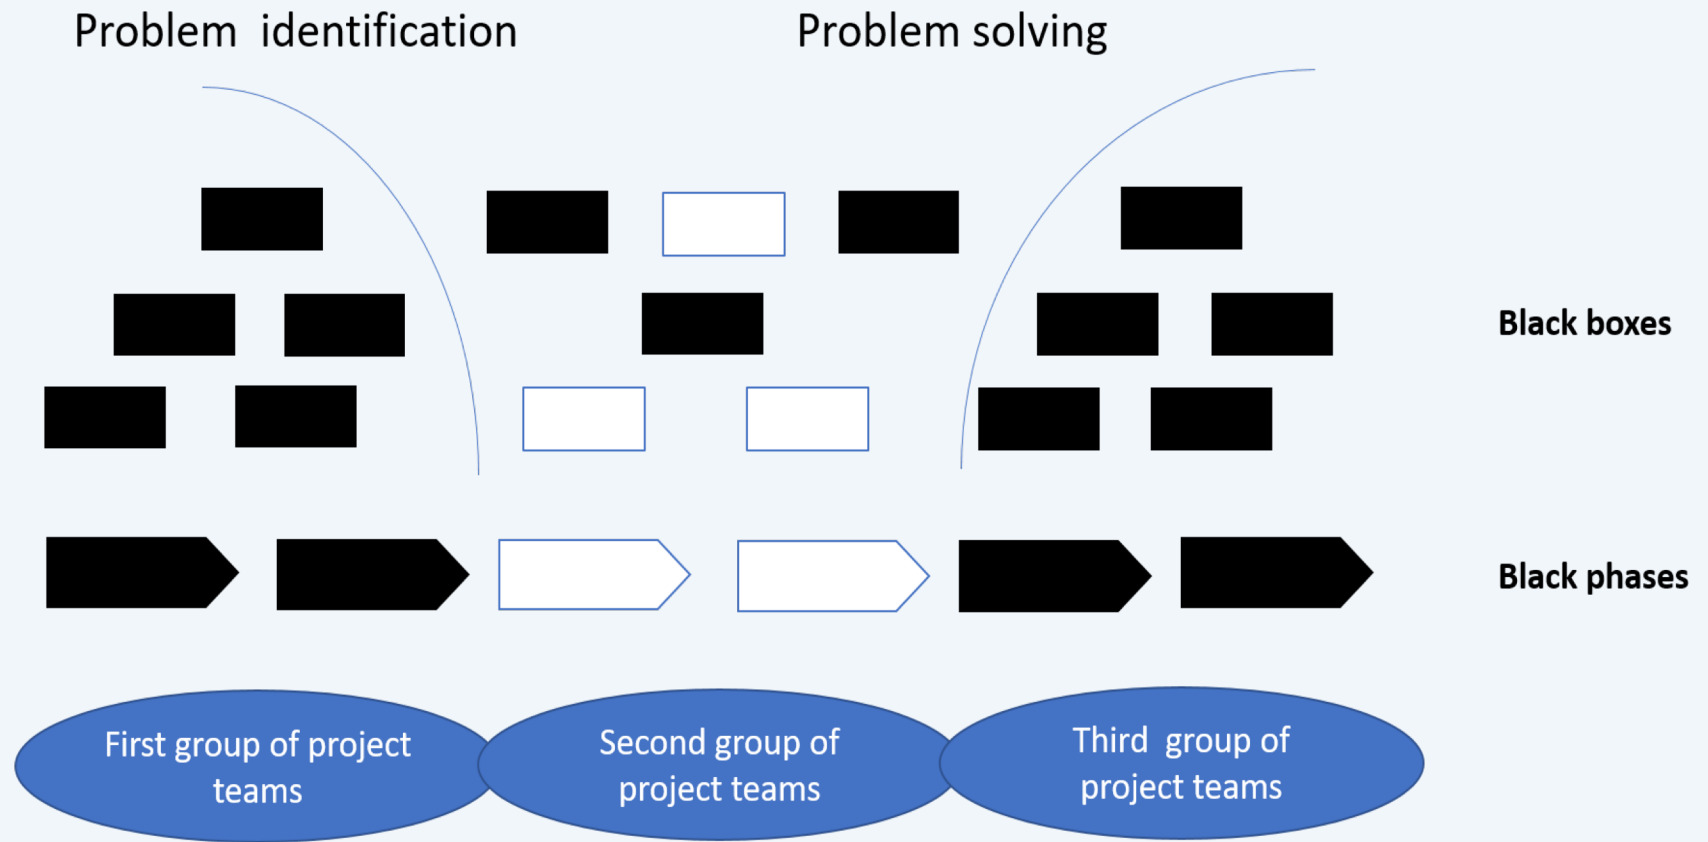 Problem identification
Problem solving
Black boxes
Black phases
First group of project
teams
Second group of
project teams
Third group of
project teams